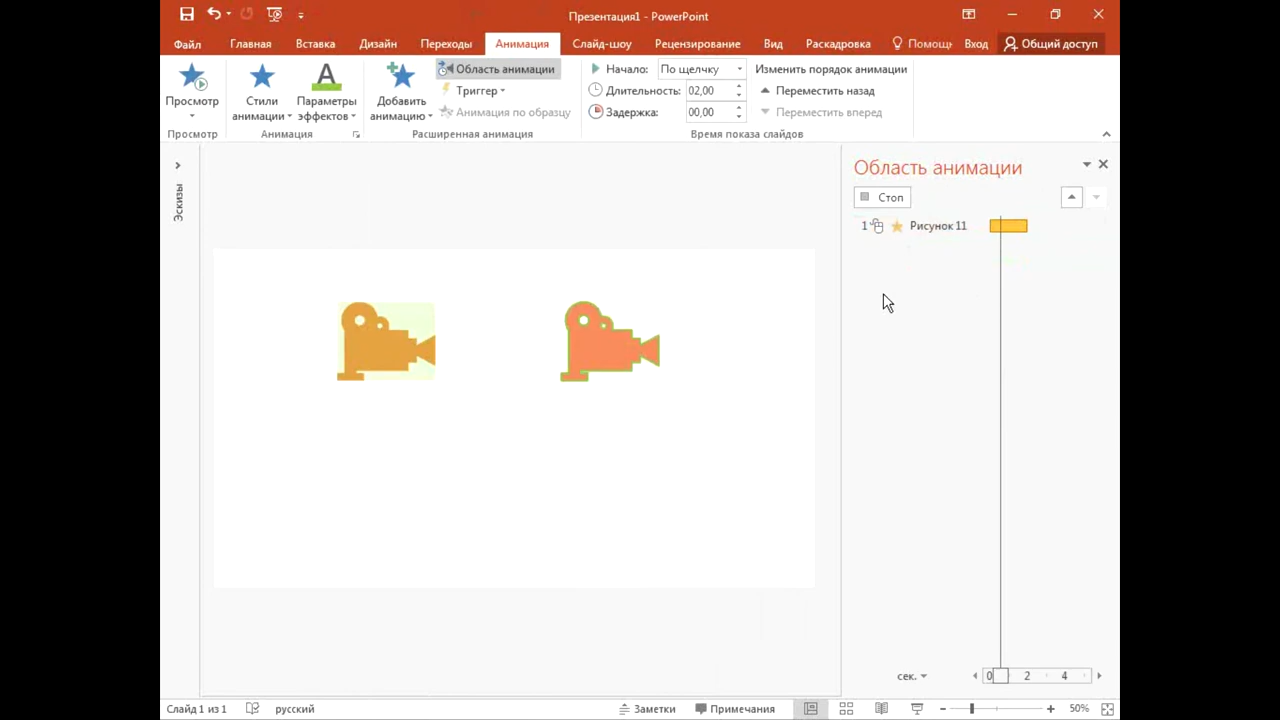 Презентация1 - PowerPoint
Файл Главная Вставка Дизайн Переходы Анимация Слайд-шоу Рецензирование Вид Раскадровка Помощь Вход Общий доступ
Просмотр
Стили анимации
Параметры эффектов
Добавить анимацию
Область анимации
Триггер
Анимация по образцу
Начало: По щелчку
Длительность: 02,00
Задержка: 00,00
Изменить порядок анимации
Переместить назад
Переместить вперед
Просмотр Анимация Расширенная анимация Время показа слайдов
Эскизы
Область анимации
Стоп
1 Рисунок 11
сек. 0 2 4
Слайд 1 из 1 русский Заметки Примечания 50%